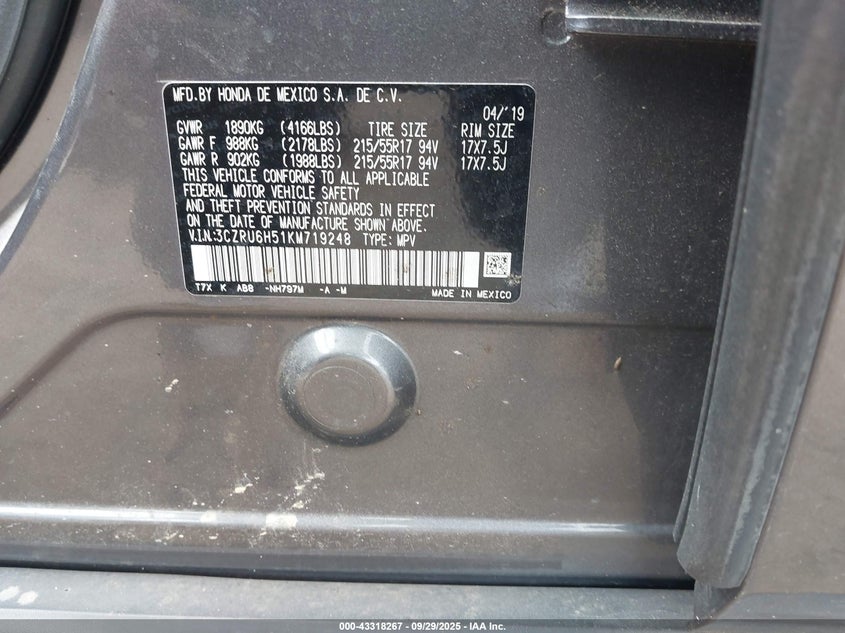 MFD.BY HONDA DE MEXICO S.A. DE C.V.
04/'19
GVWR 1890KG (4166LBS) TIRE SIZE RIM SIZE
GAWR F 988KG (2178LBS) 215/55R17 94V 17X7.5J
GAWR R 902KG (1988LBS) 215/55R17 94V 17X7.5J
THIS VEHICLE CONFORMS TO ALL APPLICABLE
FEDERAL MOTOR VEHICLE SAFETY
AND THEFT PREVENTION STANDARDS IN EFFECT
ON THE DATE OF MANUFACTURE SHOWN ABOVE.
V.I.N:3CZRU6H51KM719248 TYPE: MPV
T7X K AB8 -NH797M -A -M MADE IN MEXICO
000-43318267 - 09/29/2025 - IAA Inc.